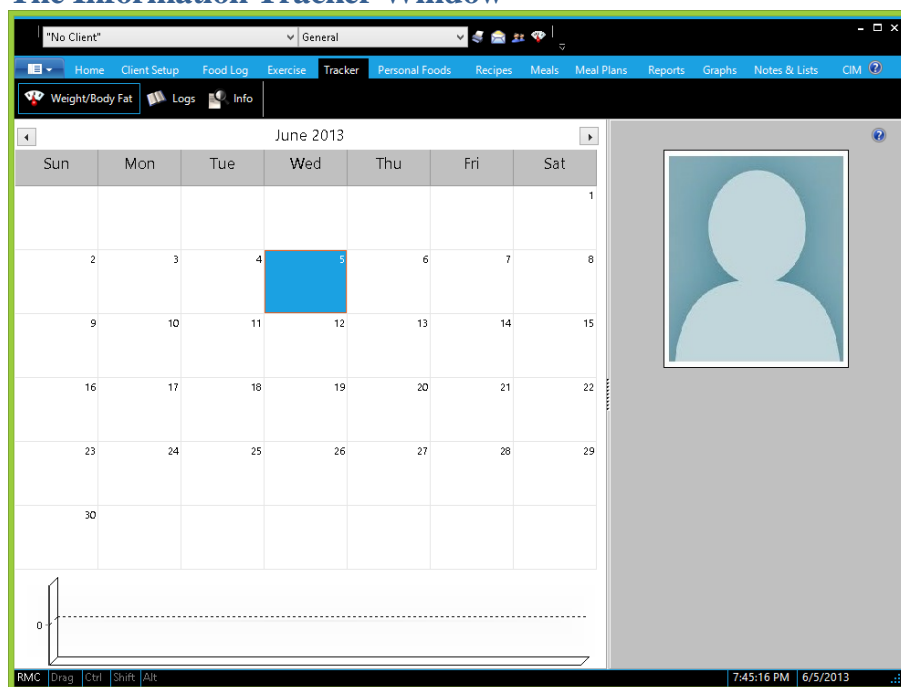 The Information Tracker Window
"No Client" General
Home Client Setup Food Log Exercise Tracker Personal Foods Recipes Meals Meal Plans Reports Graphs Notes & Lists CIM ?
Weight/Body Fat Logs Info
June 2013
?
Sun Mon Tue Wed Thu Fri Sat
1
2 3 4 5 6 7 8
9 10 11 12 13 14 15
16 17 18 19 20 21 22
23 24 25 26 27 28 29
30
0
RMC Drag Ctrl Shift Alt 7:45:16 PM 6/5/2013